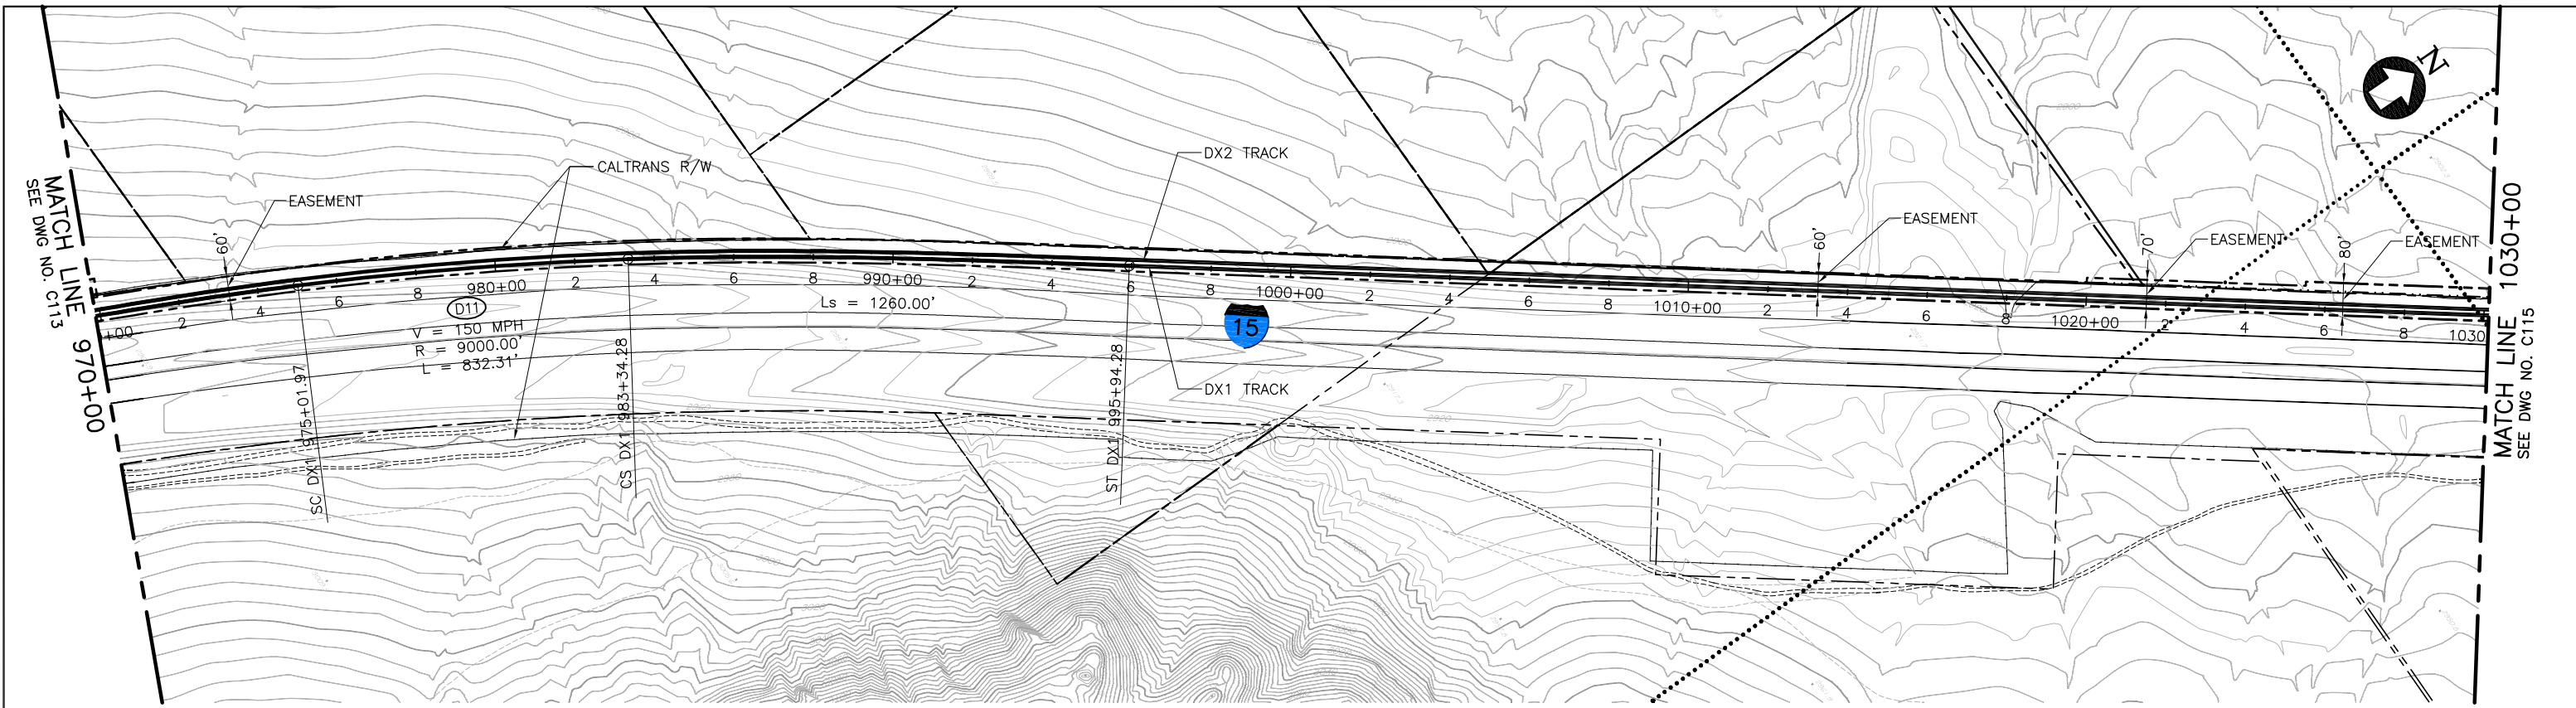 N
MATCH LINE 970+00
SEE DWG NO. C113
EASEMENT
60'
CALTRANS R/W
DX2 TRACK
EASEMENT
60'
EASEMENT
70'
EASEMENT
80'
MATCH LINE 1030+00
SEE DWG NO. C115
+00
2
4
6
8
980+00
2
4
6
8
990+00
2
4
6
8
1000+00
2
4
6
8
1010+00
2
4
6
8
1020+00
2
4
6
8
1030
D11
V = 150 MPH
R = 9000.00'
L = 832.31'
Ls = 1260.00'
15
DX1 TRACK
SC DX1 975+01.97
CS DX1 983+34.28
ST DX1 995+94.28